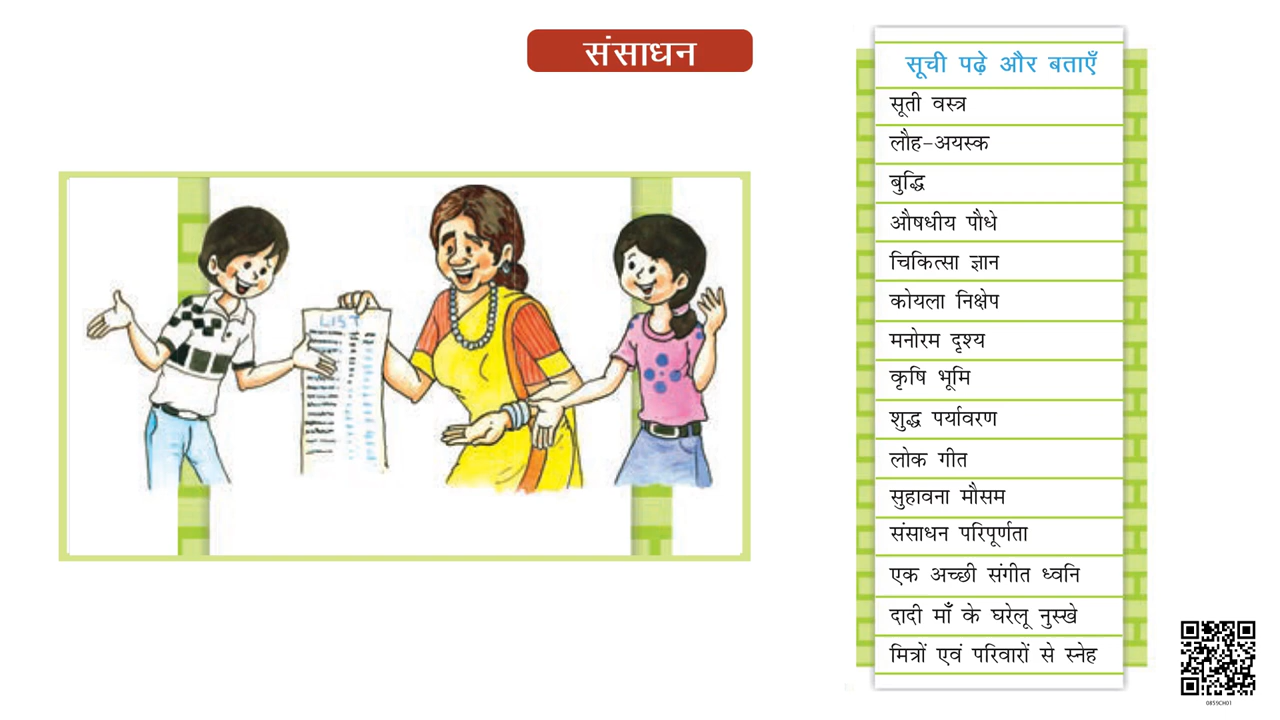 संसाधन
LIST
सूची पढ़े और बताएँ
सूती वस्त्र
लौह-अयस्क
बुद्धि
औषधीय पौधे
चिकित्सा ज्ञान
कोयला निक्षेप
मनोरम दृश्य
कृषि भूमि
शुद्ध पर्यावरण
लोक गीत
सुहावना मौसम
संसाधन परिपूर्णता
एक अच्छी संगीत ध्वनि
दादी माँ के घरेलू नुस्खे
मित्रों एवं परिवारों से स्नेह
0859CH01